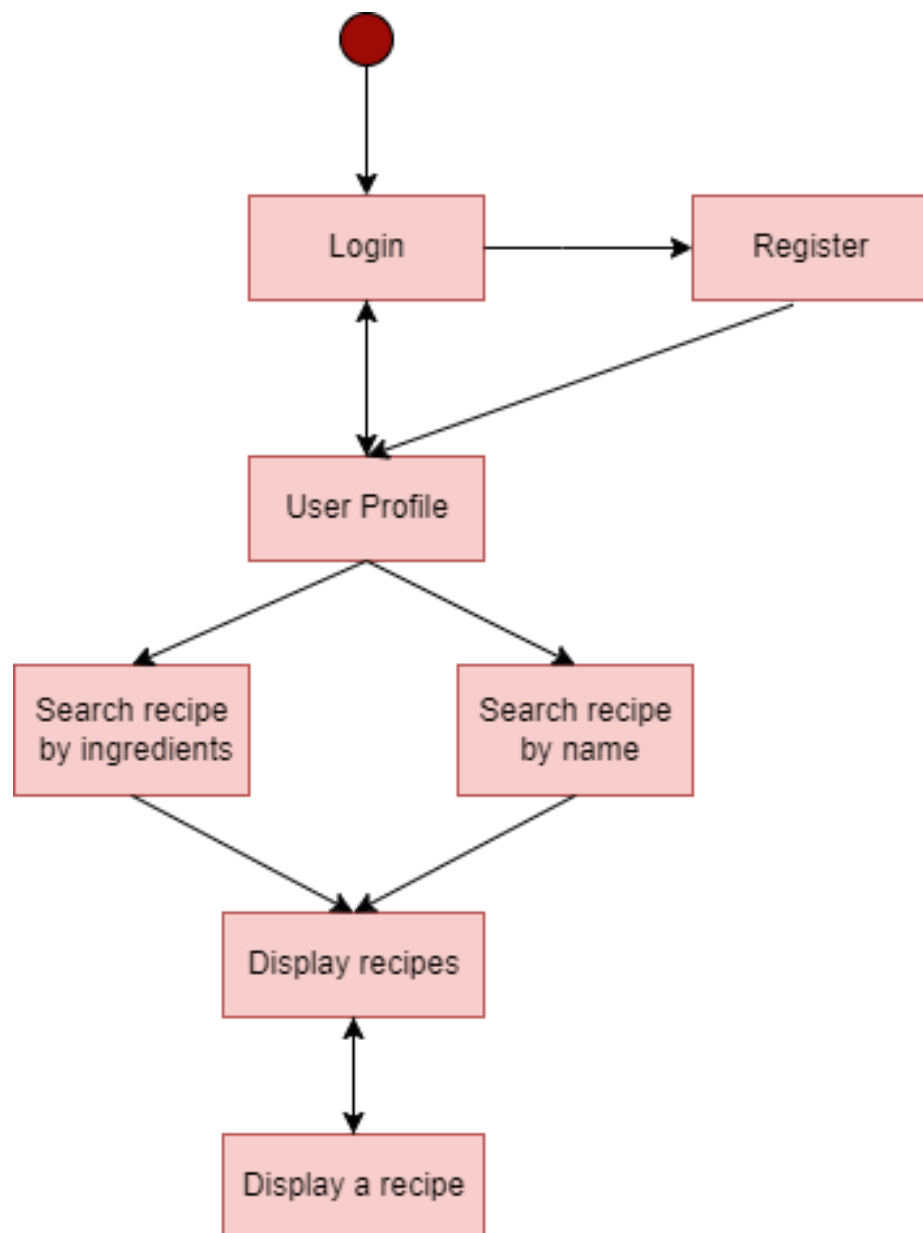 Login
Register
User Profile
Search recipe
by ingredients
Search recipe
by name
Display recipes
Display a recipe